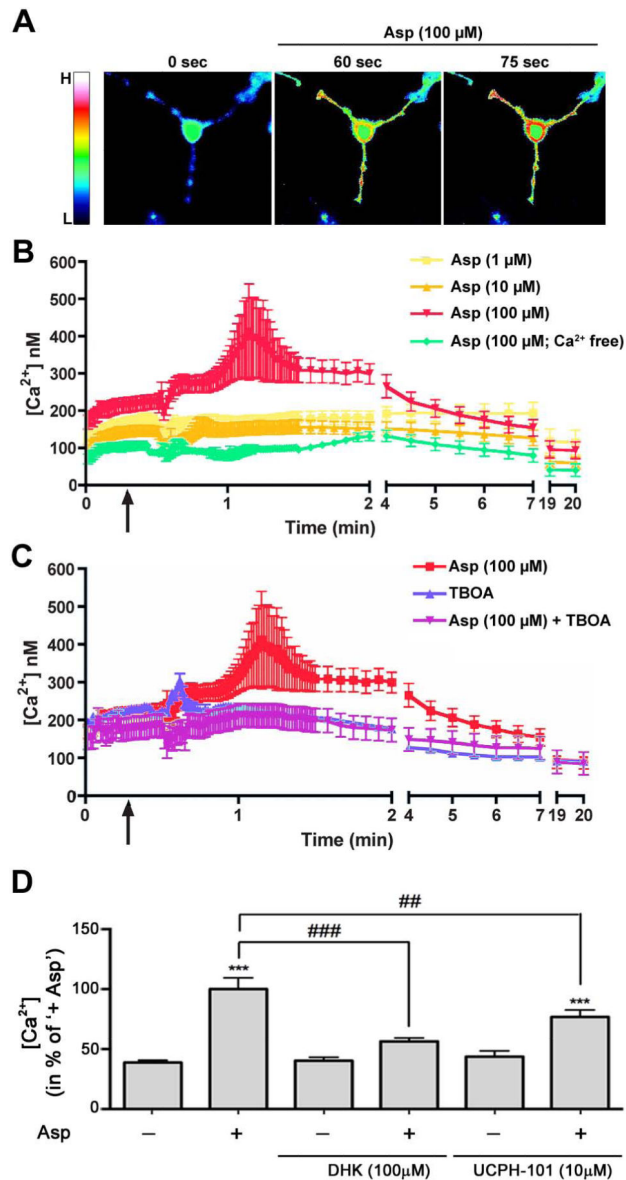 A
Asp (100 µM)
0 sec
60 sec
75 sec
H
L
B
600
500
400
300
200
100
0
[Ca²⁺] nM
Asp (1 µM)
Asp (10 µM)
Asp (100 µM)
Asp (100 µM; Ca²⁺ free)
0 1 2 4 5 6 7 19 20
Time (min)
C
600
500
400
300
200
100
0
[Ca²⁺] nM
Asp (100 µM)
TBOA
Asp (100 µM) + TBOA
0 1 2 4 5 6 7 19 20
Time (min)
D
150
100
50
0
[Ca²⁺]
(in % of ‘+ Asp’)
##
###
***
***
Asp – + – + – +
DHK (100µM) UCPH-101 (10µM)